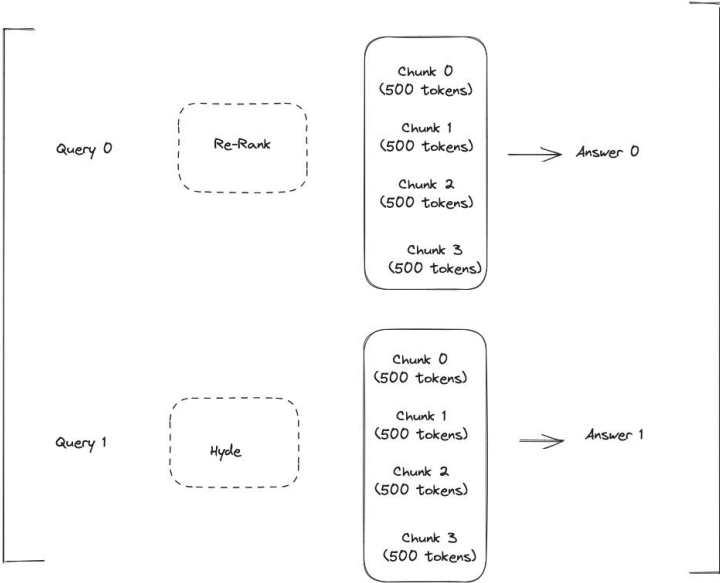 Query 0
Re-Rank
Chunk 0
(500 tokens)
Chunk 1
(500 tokens)
Chunk 2
(500 tokens)
Chunk 3
(500 tokens)
Answer 0
Query 1
Hyde
Chunk 0
(500 tokens)
Chunk 1
(500 tokens)
Chunk 2
(500 tokens)
Chunk 3
(500 tokens)
Answer 1